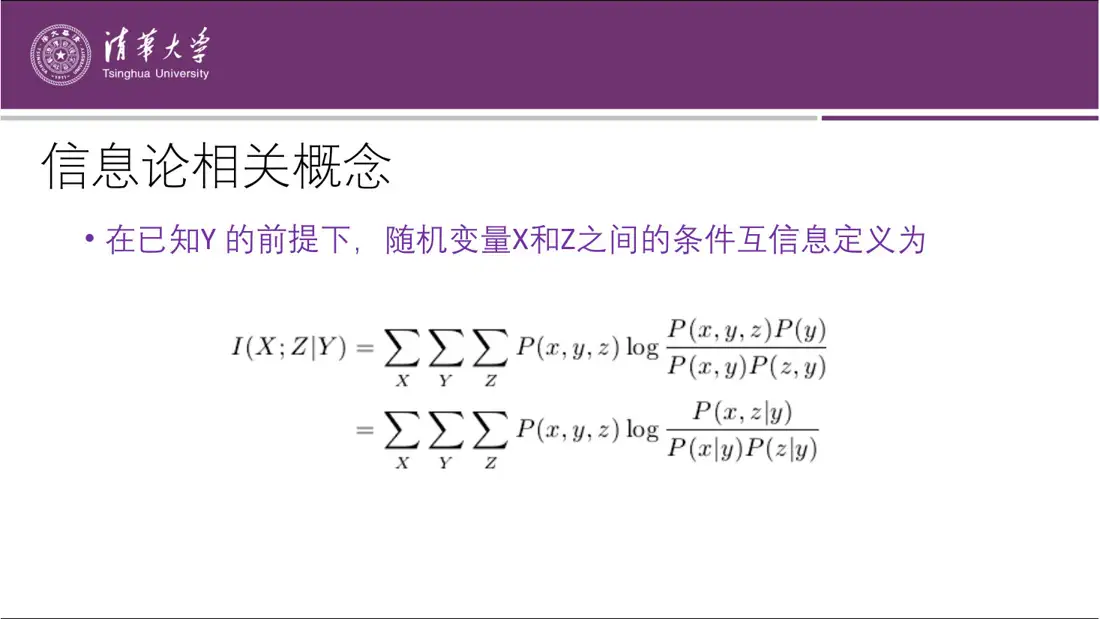 清华大学
Tsinghua University
信息论相关概念
• 在已知Y 的前提下，随机变量X和Z之间的条件互信息定义为
I(X;Z|Y) = ∑_X ∑_Y ∑_Z P(x,y,z) log P(x,y,z)P(y) / P(x,y)P(z,y)
= ∑_X ∑_Y ∑_Z P(x,y,z) log P(x,z|y) / P(x|y)P(z|y)